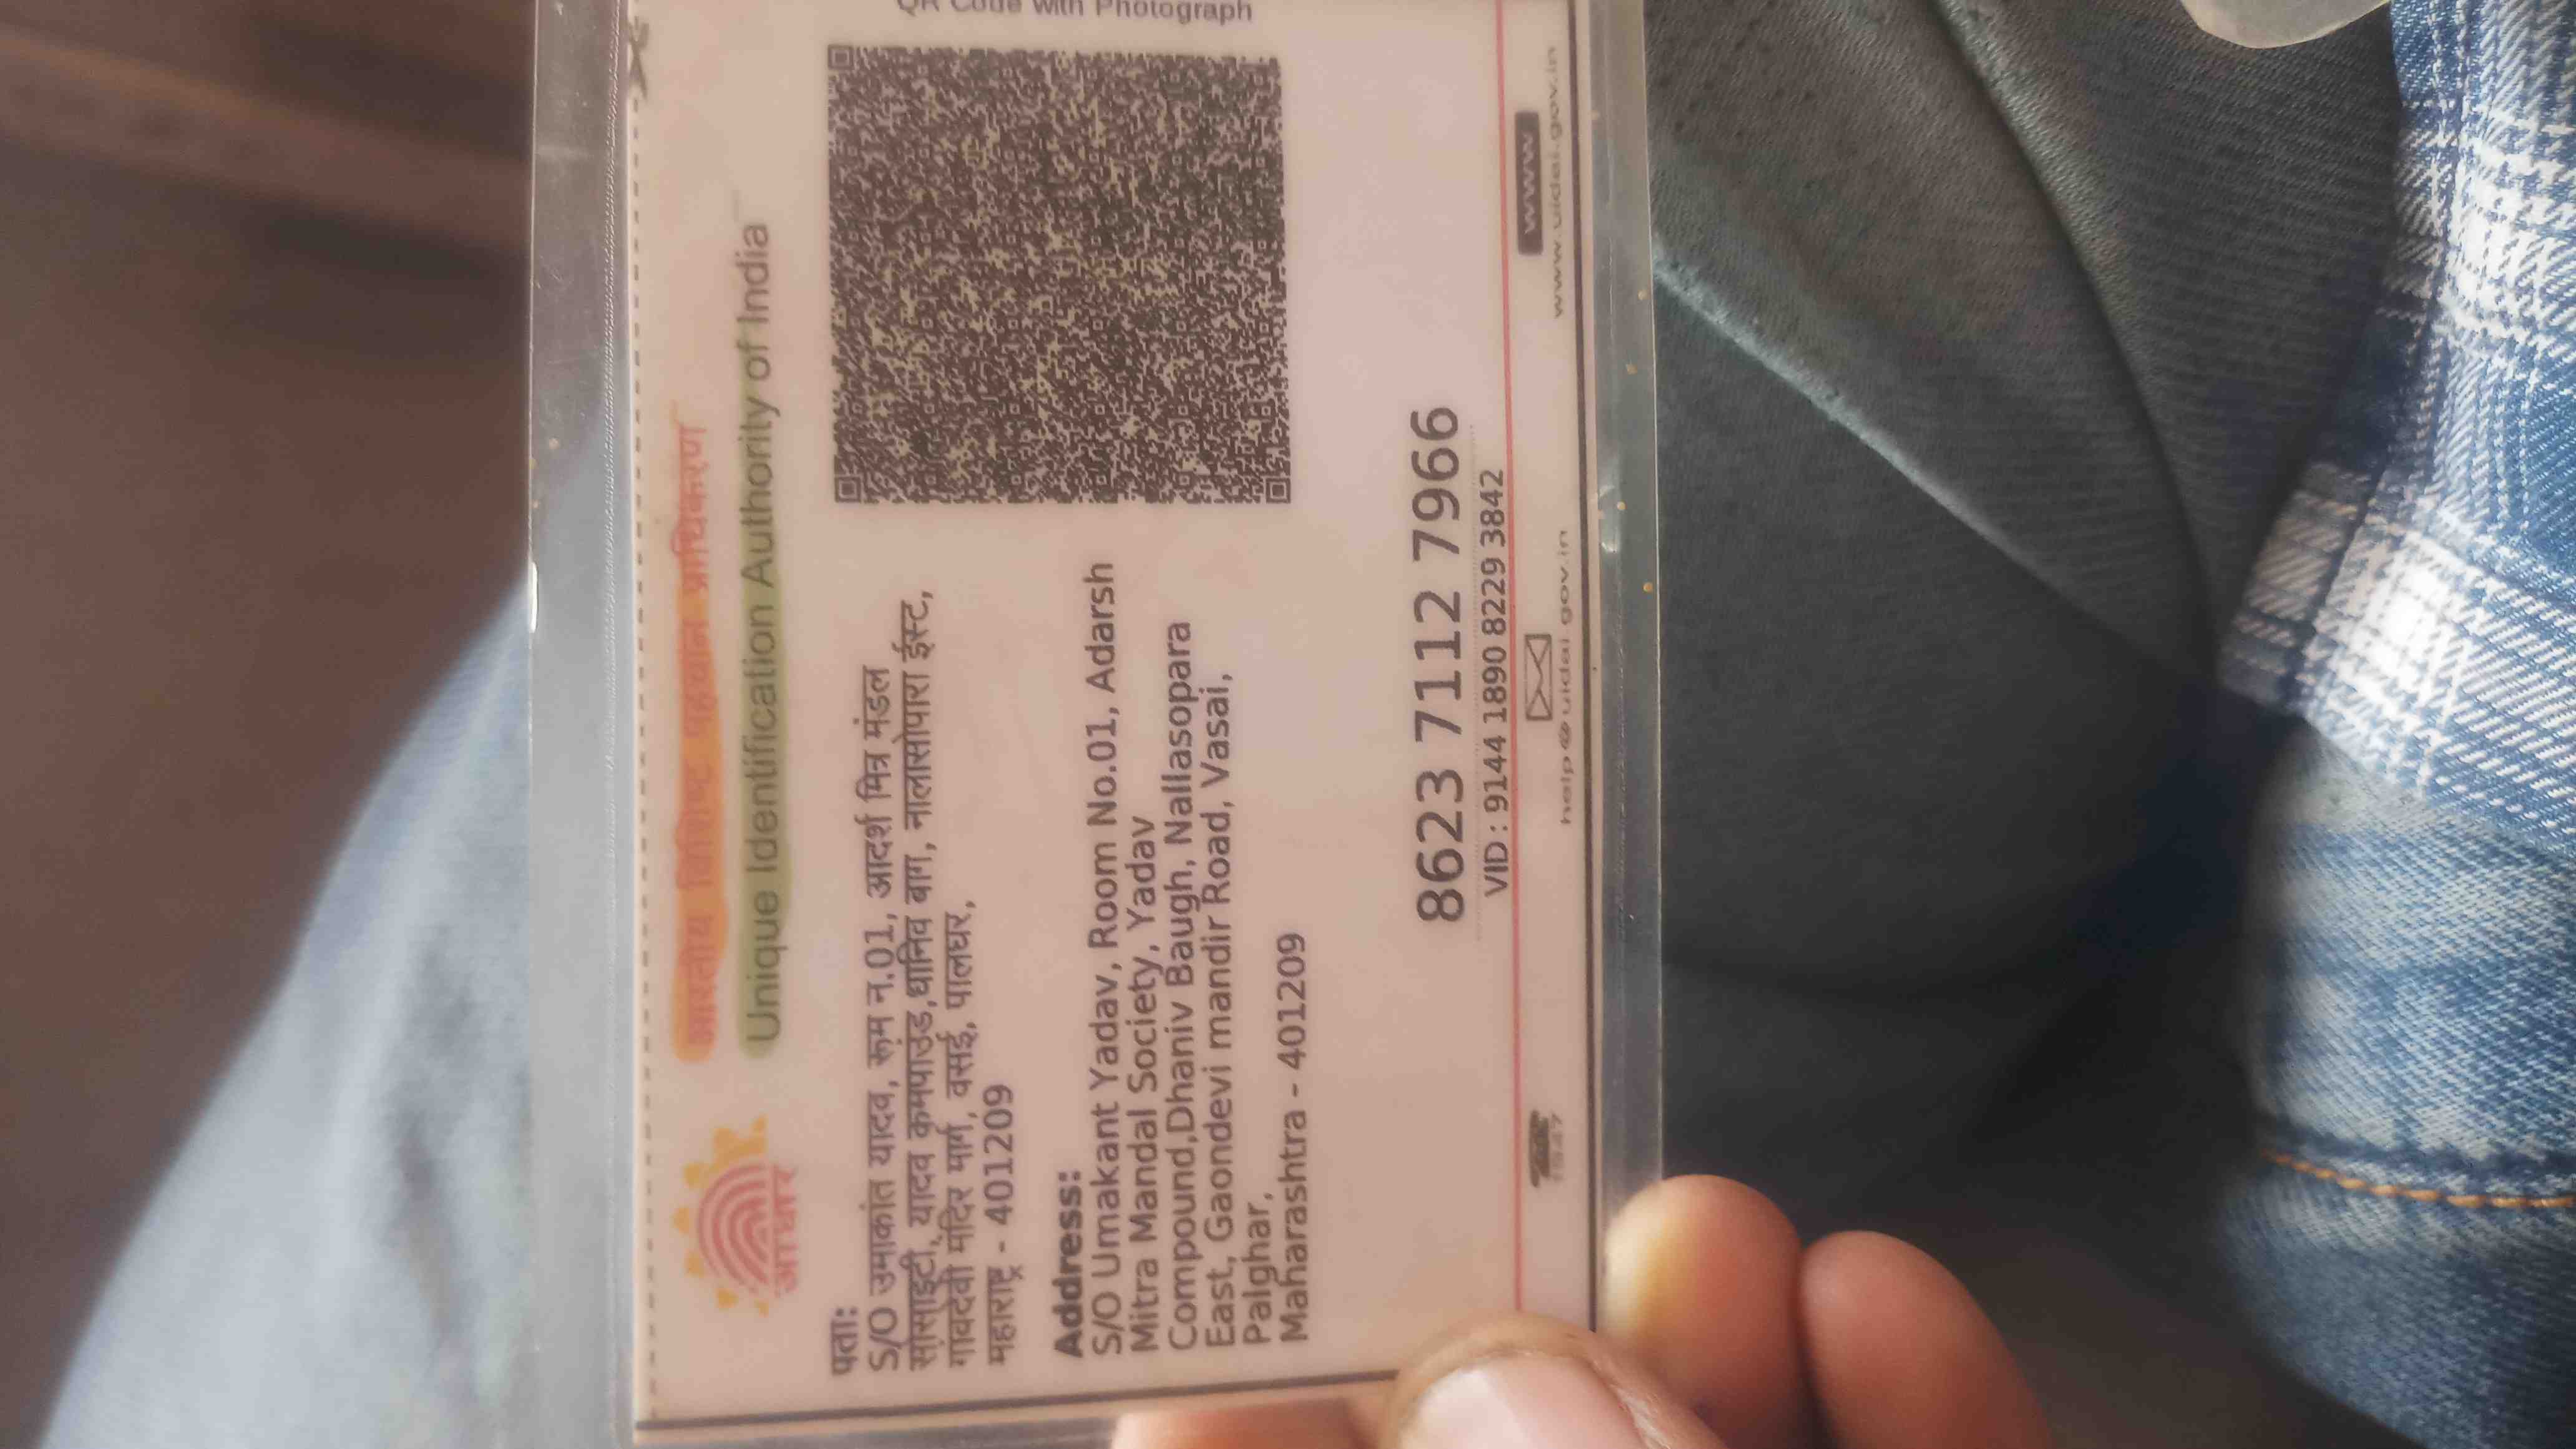 QR Code with Photograph
भारतीय विशिष्ट पहचान प्राधिकरण
Unique Identification Authority of India
आधार
पता:
S/O उमाकांत यादव, रूम न.01, आदर्श मित्र मंडल
सोसाइटी, यादव कमपाउंड,धानिव बाग, नालासोपारा ईस्ट,
गांवदेवी मंदिर मार्ग, वसई, पालघर,
महाराष्ट्र - 401209
Address:
S/O Umakant Yadav, Room No.01, Adarsh
Mitra Mandal Society, Yadav
Compound,Dhaniv Baugh, Nallasopara
East, Gaondevi mandir Road, Vasai,
Palghar,
Maharashtra - 401209
8623 7112 7966
VID : 9144 1890 8229 3842
1947
help@uidai.gov.in
www
www.uidai.gov.in